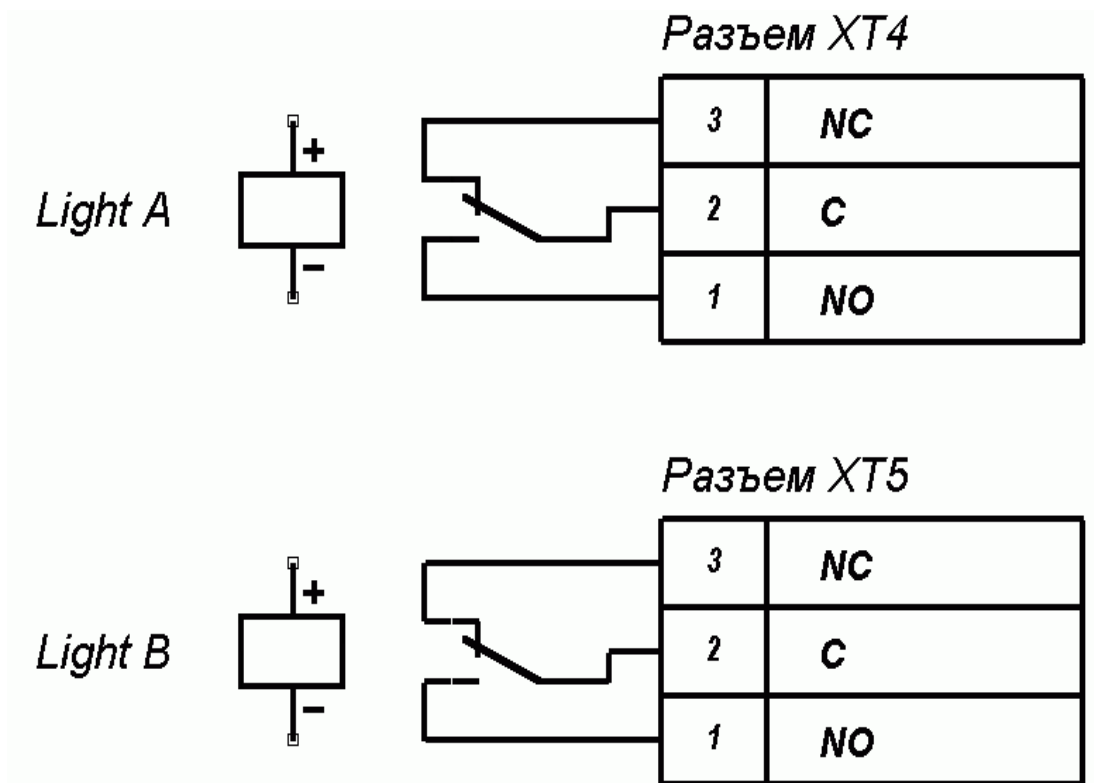 Разъем XT4
3 NC
+
Light A
2 C
−
1 NO
Разъем XT5
3 NC
+
Light B
2 C
−
1 NO